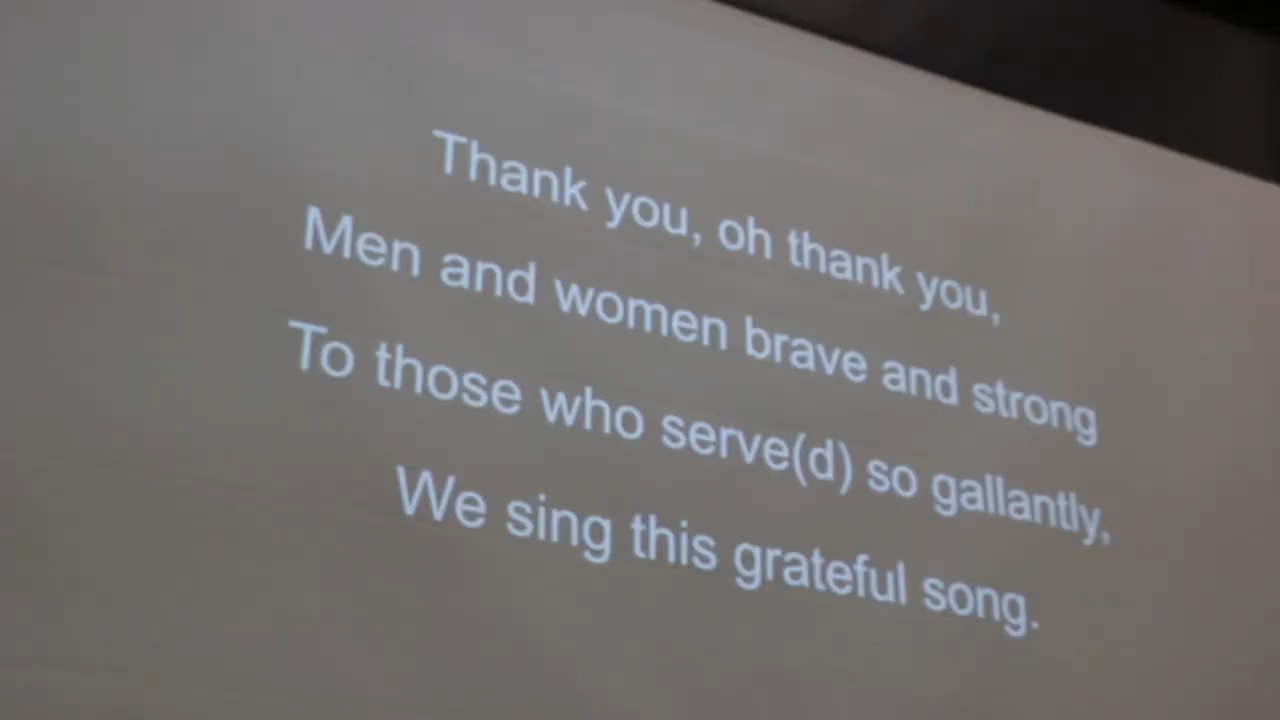 Thank you, oh thank you,
Men and women brave and strong
To those who serve(d) so gallantly,
We sing this grateful song.